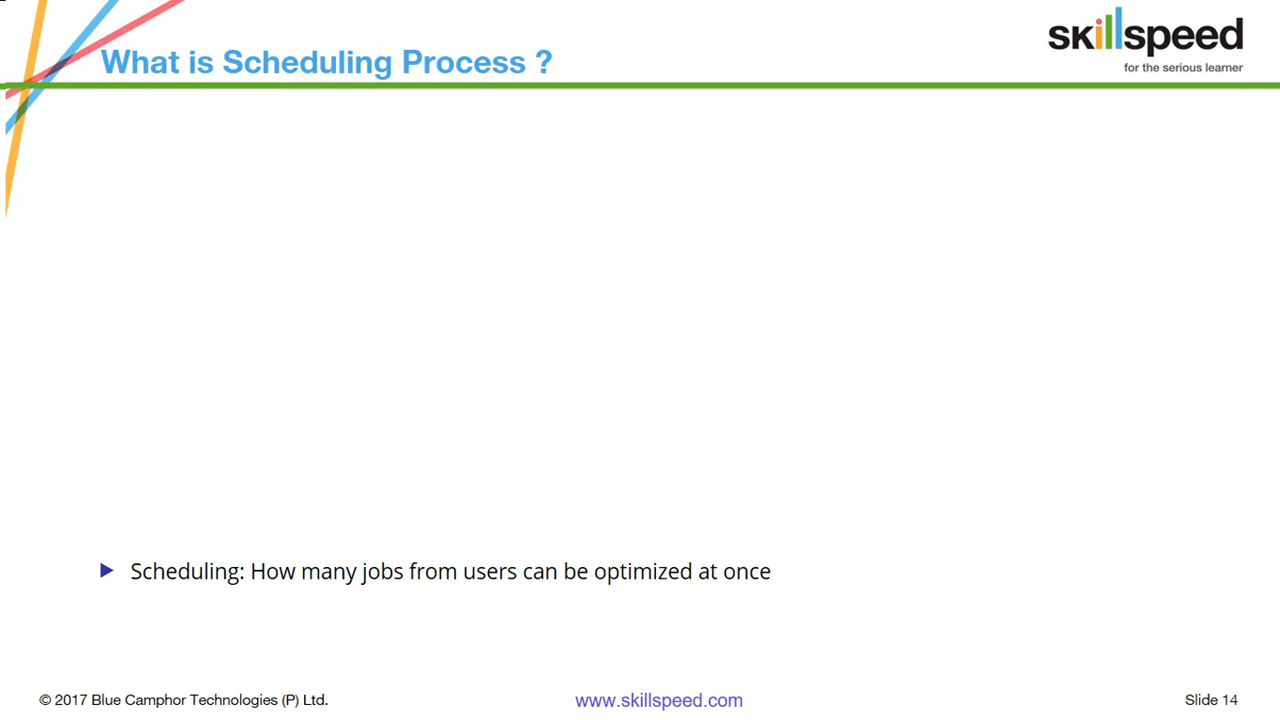 What is Scheduling Process ?
skillspeed
for the serious learner
Scheduling: How many jobs from users can be optimized at once
© 2017 Blue Camphor Technologies (P) Ltd.
www.skillspeed.com
Slide 14